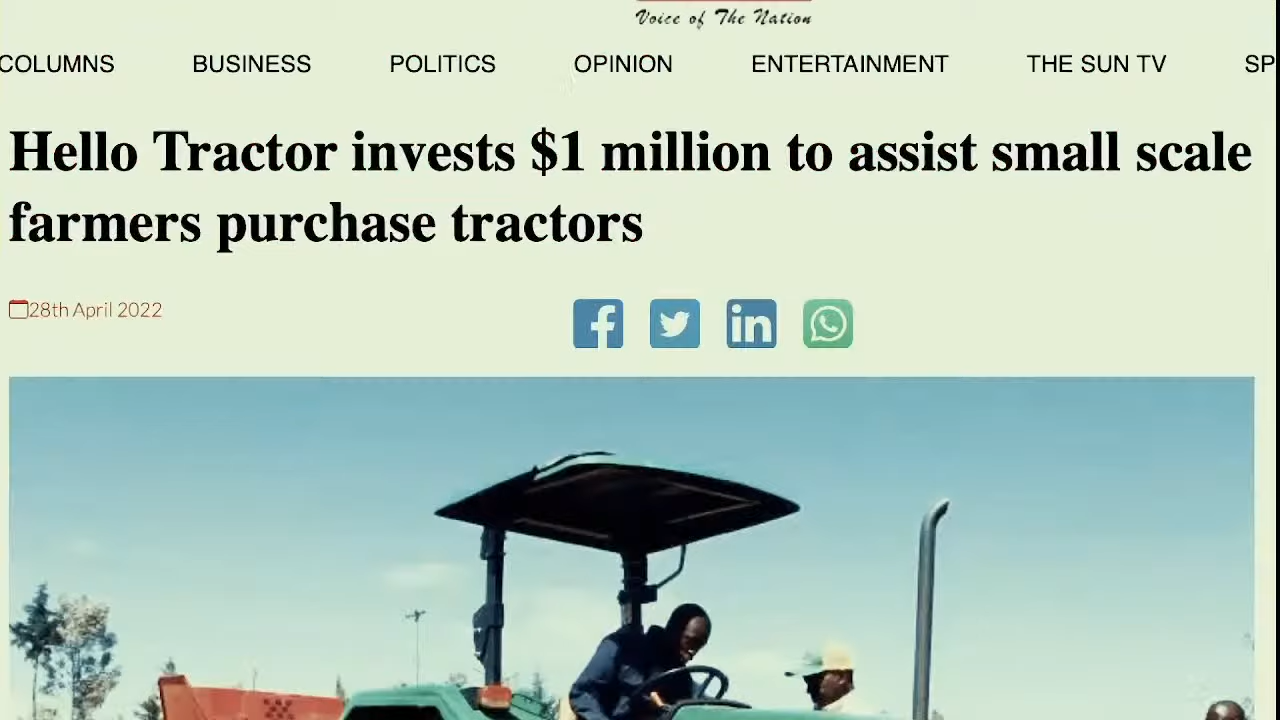 Voice of The Nation
COLUMNS BUSINESS POLITICS OPINION ENTERTAINMENT THE SUN TV SP
Hello Tractor invests $1 million to assist small scale
farmers purchase tractors
28th April 2022